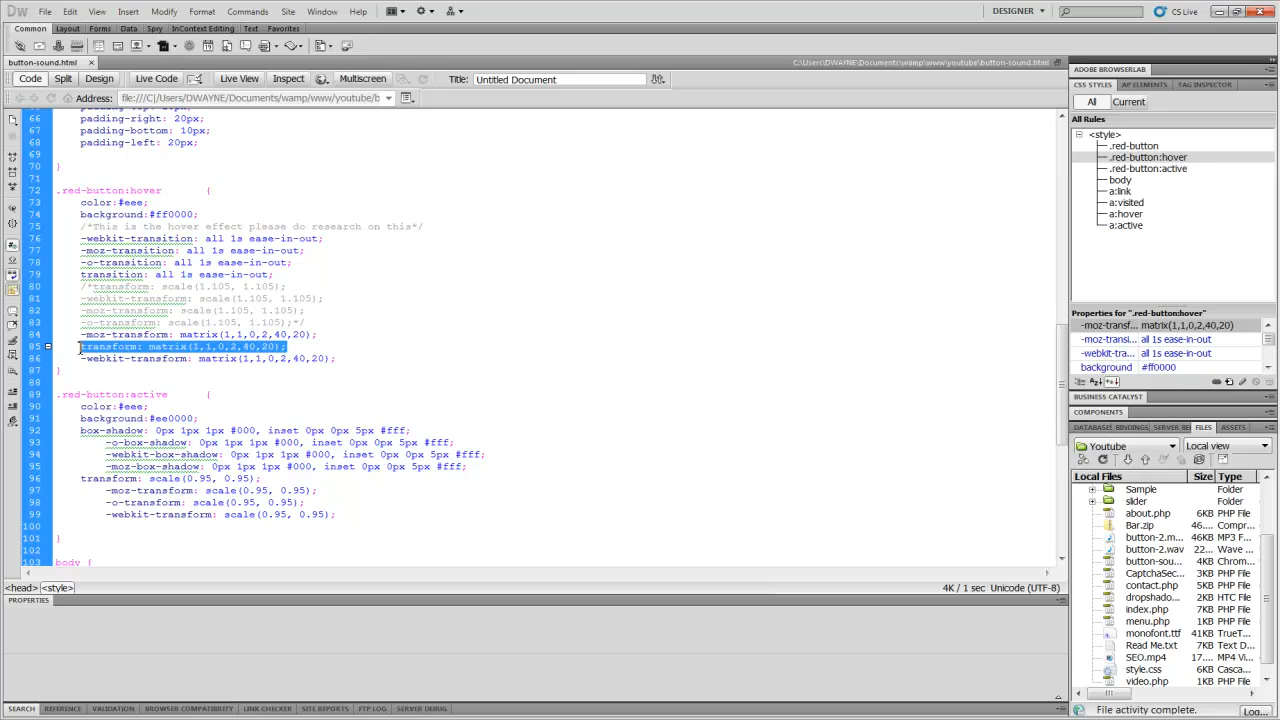 Dw File Edit View Insert Modify Format Commands Site Window Help DESIGNER CS Live
Common Layout Forms Data Spry InContext Editing Text Favorites
button-sound.html
C:\Users\DWAYNE\Documents\wamp\www\youtube\button-sound.html
Code Split Design Live Code Live View Inspect Multiscreen Title: Untitled Document
Address: file:///C|/Users/DWAYNE/Documents/wamp/www/youtube/b
66 padding-right: 20px;
67 padding-bottom: 10px;
68 padding-left: 20px;
69
70 }
71
72 .red-button:hover {
73 color:#eee;
74 background:#ff0000;
75 /*This is the hover effect please do research on this*/
76 -webkit-transition: all 1s ease-in-out;
77 -moz-transition: all 1s ease-in-out;
78 -o-transition: all 1s ease-in-out;
79 transition: all 1s ease-in-out;
80 /*transform: scale(1.105, 1.105);
81 -webkit-transform: scale(1.105, 1.105);
82 -moz-transform: scale(1.105, 1.105);
83 -o-transform: scale(1.105, 1.105);*/
84 -moz-transform: matrix(1,1,0,2,40,20);
85 transform: matrix(1,1,0,2,40,20);
86 -webkit-transform: matrix(1,1,0,2,40,20);
87 }
88
89 .red-button:active {
90 color:#eee;
91 background:#ee0000;
92 box-shadow: 0px 1px 1px #000, inset 0px 0px 5px #fff;
93 -o-box-shadow: 0px 1px 1px #000, inset 0px 0px 5px #fff;
94 -webkit-box-shadow: 0px 1px 1px #000, inset 0px 0px 5px #fff;
95 -moz-box-shadow: 0px 1px 1px #000, inset 0px 0px 5px #fff;
96 transform: scale(0.95, 0.95);
97 -moz-transform: scale(0.95, 0.95);
98 -o-transform: scale(0.95, 0.95);
99 -webkit-transform: scale(0.95, 0.95);
100
101 }
102
103 body {
<head> <style>
4K / 1 sec Unicode (UTF-8)
PROPERTIES
SEARCH REFERENCE VALIDATION BROWSER COMPATIBILITY LINK CHECKER SITE REPORTS FTP LOG SERVER DEBUG
ADOBE BROWSERLAB
CSS STYLES AP ELEMENTS TAG INSPECTOR
All Current
All Rules
<style>
.red-button
.red-button:hover
.red-button:active
body
a:link
a:visited
a:hover
a:active
Properties for ".red-button:hover"
-moz-transf... matrix(1,1,0,2,40,20)
-moz-transi... all 1s ease-in-out
-webkit-tra... all 1s ease-in-out
background #ff0000
BUSINESS CATALYST
COMPONENTS
DATABASE BINDINGS SERVER BE FILES ASSETS
Youtube Local view
Local Files Size Type
Sample Folder
slider Folder
about.php 6KB PHP File
Bar.zip 46.... Compr...
button-2.m... 46KB MP3 F...
button-2.wav 22... Wave ...
button-sou... 4KB Chrom...
CaptchaSec... 3KB PHP File
contact.php 7KB PHP File
dropshado... 2KB HTC File
index.php 7KB PHP File
menu.php 1KB PHP File
monofont.ttf 41KB TrueT...
Read Me.txt 7KB Text ...
SEO.mp4 17... MP4 Vi...
style.css 6KB Casca...
video.php 1KB PHP File
File activity complete. Log...